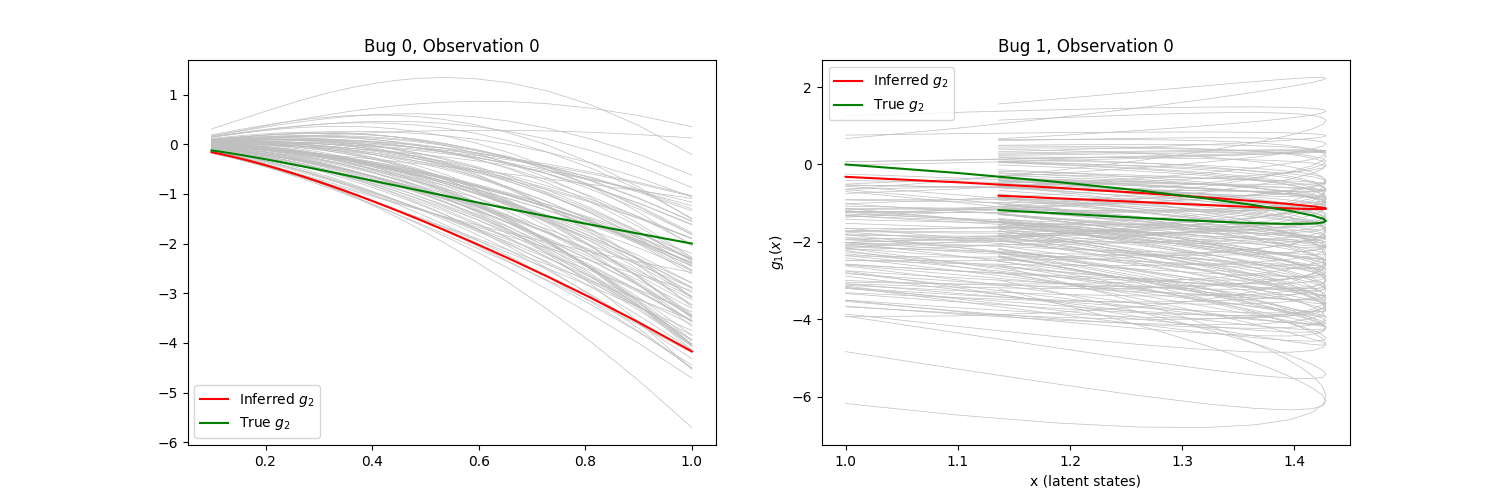 Bug 0, Observation 0
1
0
−1
−2
−3
−4
−5
−6
Inferred g₂
True g₂
0.2 0.4 0.6 0.8 1.0
Bug 1, Observation 0
Inferred g₂
True g₂
2
0
−2
−4
−6
g₁(x)
1.0 1.1 1.2 1.3 1.4
x (latent states)